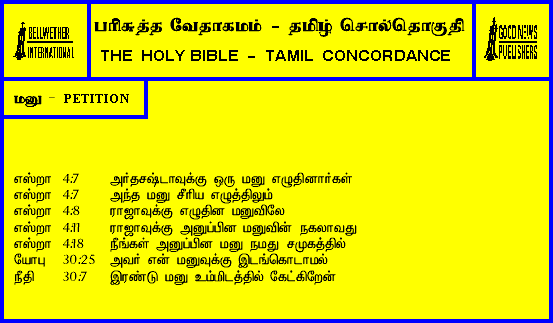 BELLWETHER
INTERNATIONAL
பரிசுத்த வேதாகமம் - தமிழ் சொல்தொகுதி
THE HOLY BIBLE - TAMIL CONCORDANCE
GOOD NEWS
PUBLISHERS
மனு - PETITION
எஸ்றா 4:7 அர்தசஷ்டாவுக்கு ஒரு மனு எழுதினார்கள்
எஸ்றா 4:7 அந்த மனு சீரிய எழுத்திலும்
எஸ்றா 4:8 ராஜாவுக்கு எழுதின மனுவிலே
எஸ்றா 4:11 ராஜாவுக்கு அனுப்பின மனுவின் நகலாவது
எஸ்றா 4:18 நீங்கள் அனுப்பின மனு நமது சமுகத்தில்
யோபு 30:25 அவர் என் மனுவுக்கு இடங்கொடாமல்
நீதி 30:7 இரண்டு மனு உம்மிடத்தில் கேட்கிறேன்